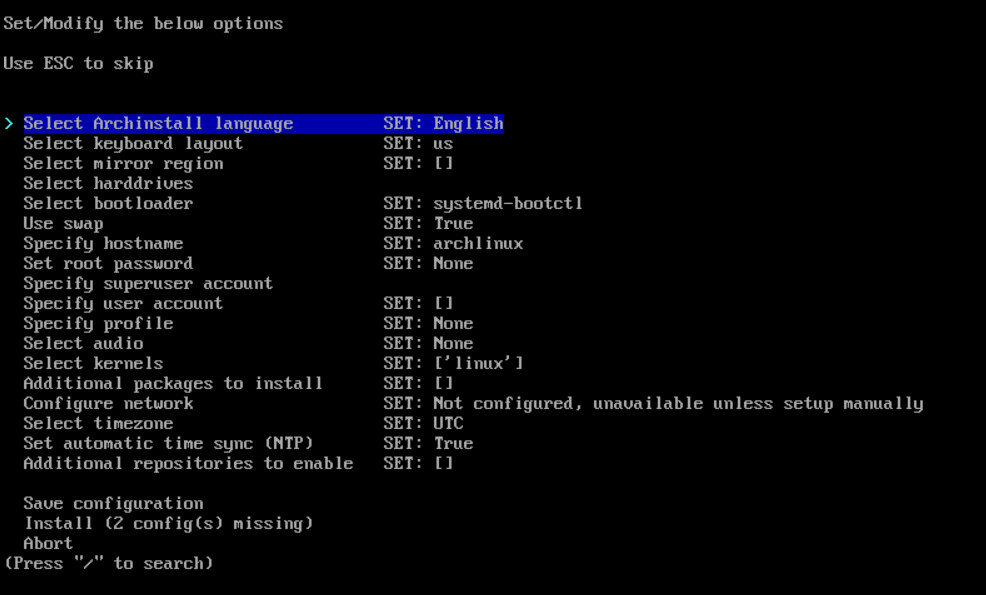 Set/Modify the below options
Use ESC to skip
> Select Archinstall language SET: English
Select keyboard layout SET: us
Select mirror region SET: []
Select harddrives
Select bootloader SET: systemd-bootctl
Use swap SET: True
Specify hostname SET: archlinux
Set root password SET: None
Specify superuser account
Specify user account SET: []
Specify profile SET: None
Select audio SET: None
Select kernels SET: ['linux']
Additional packages to install SET: []
Configure network SET: Not configured, unavailable unless setup manually
Select timezone SET: UTC
Set automatic time sync (NTP) SET: True
Additional repositories to enable SET: []
Save configuration
Install (2 config(s) missing)
Abort
(Press "/" to search)